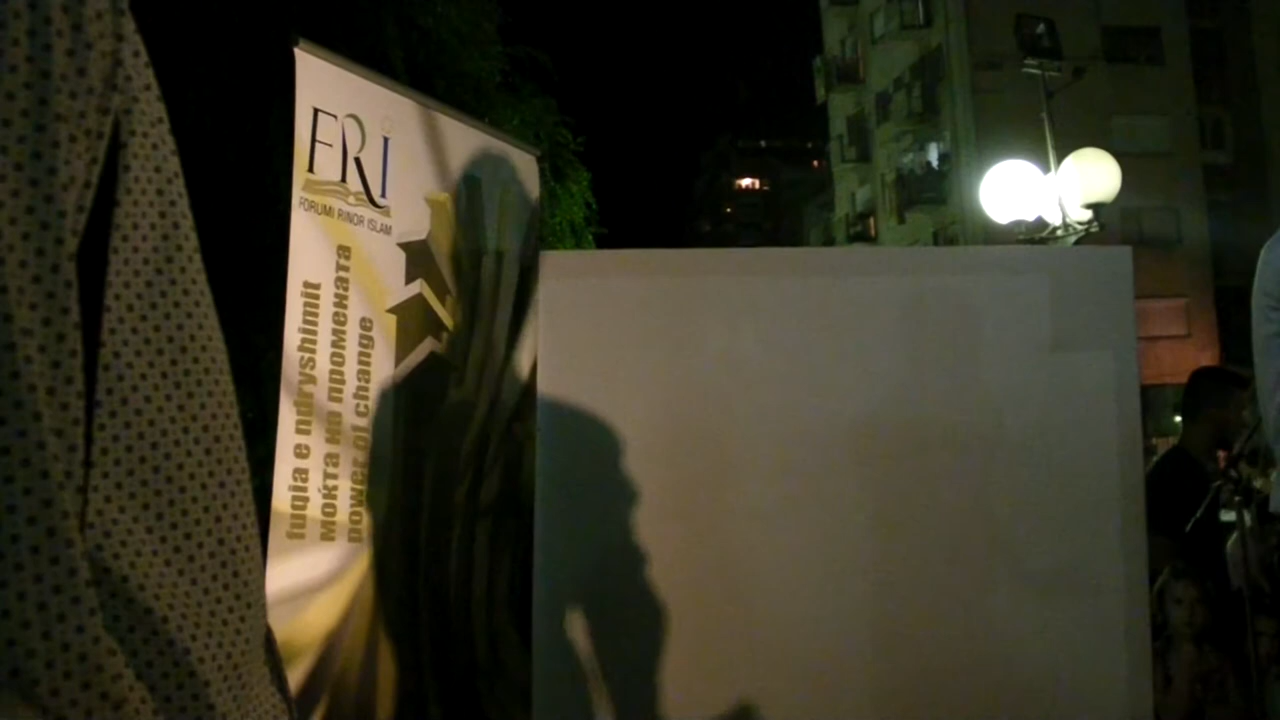 FRI
FORUMI RINOR ISLAM
fuqia e ndryshimit
моќта на промената
power of change